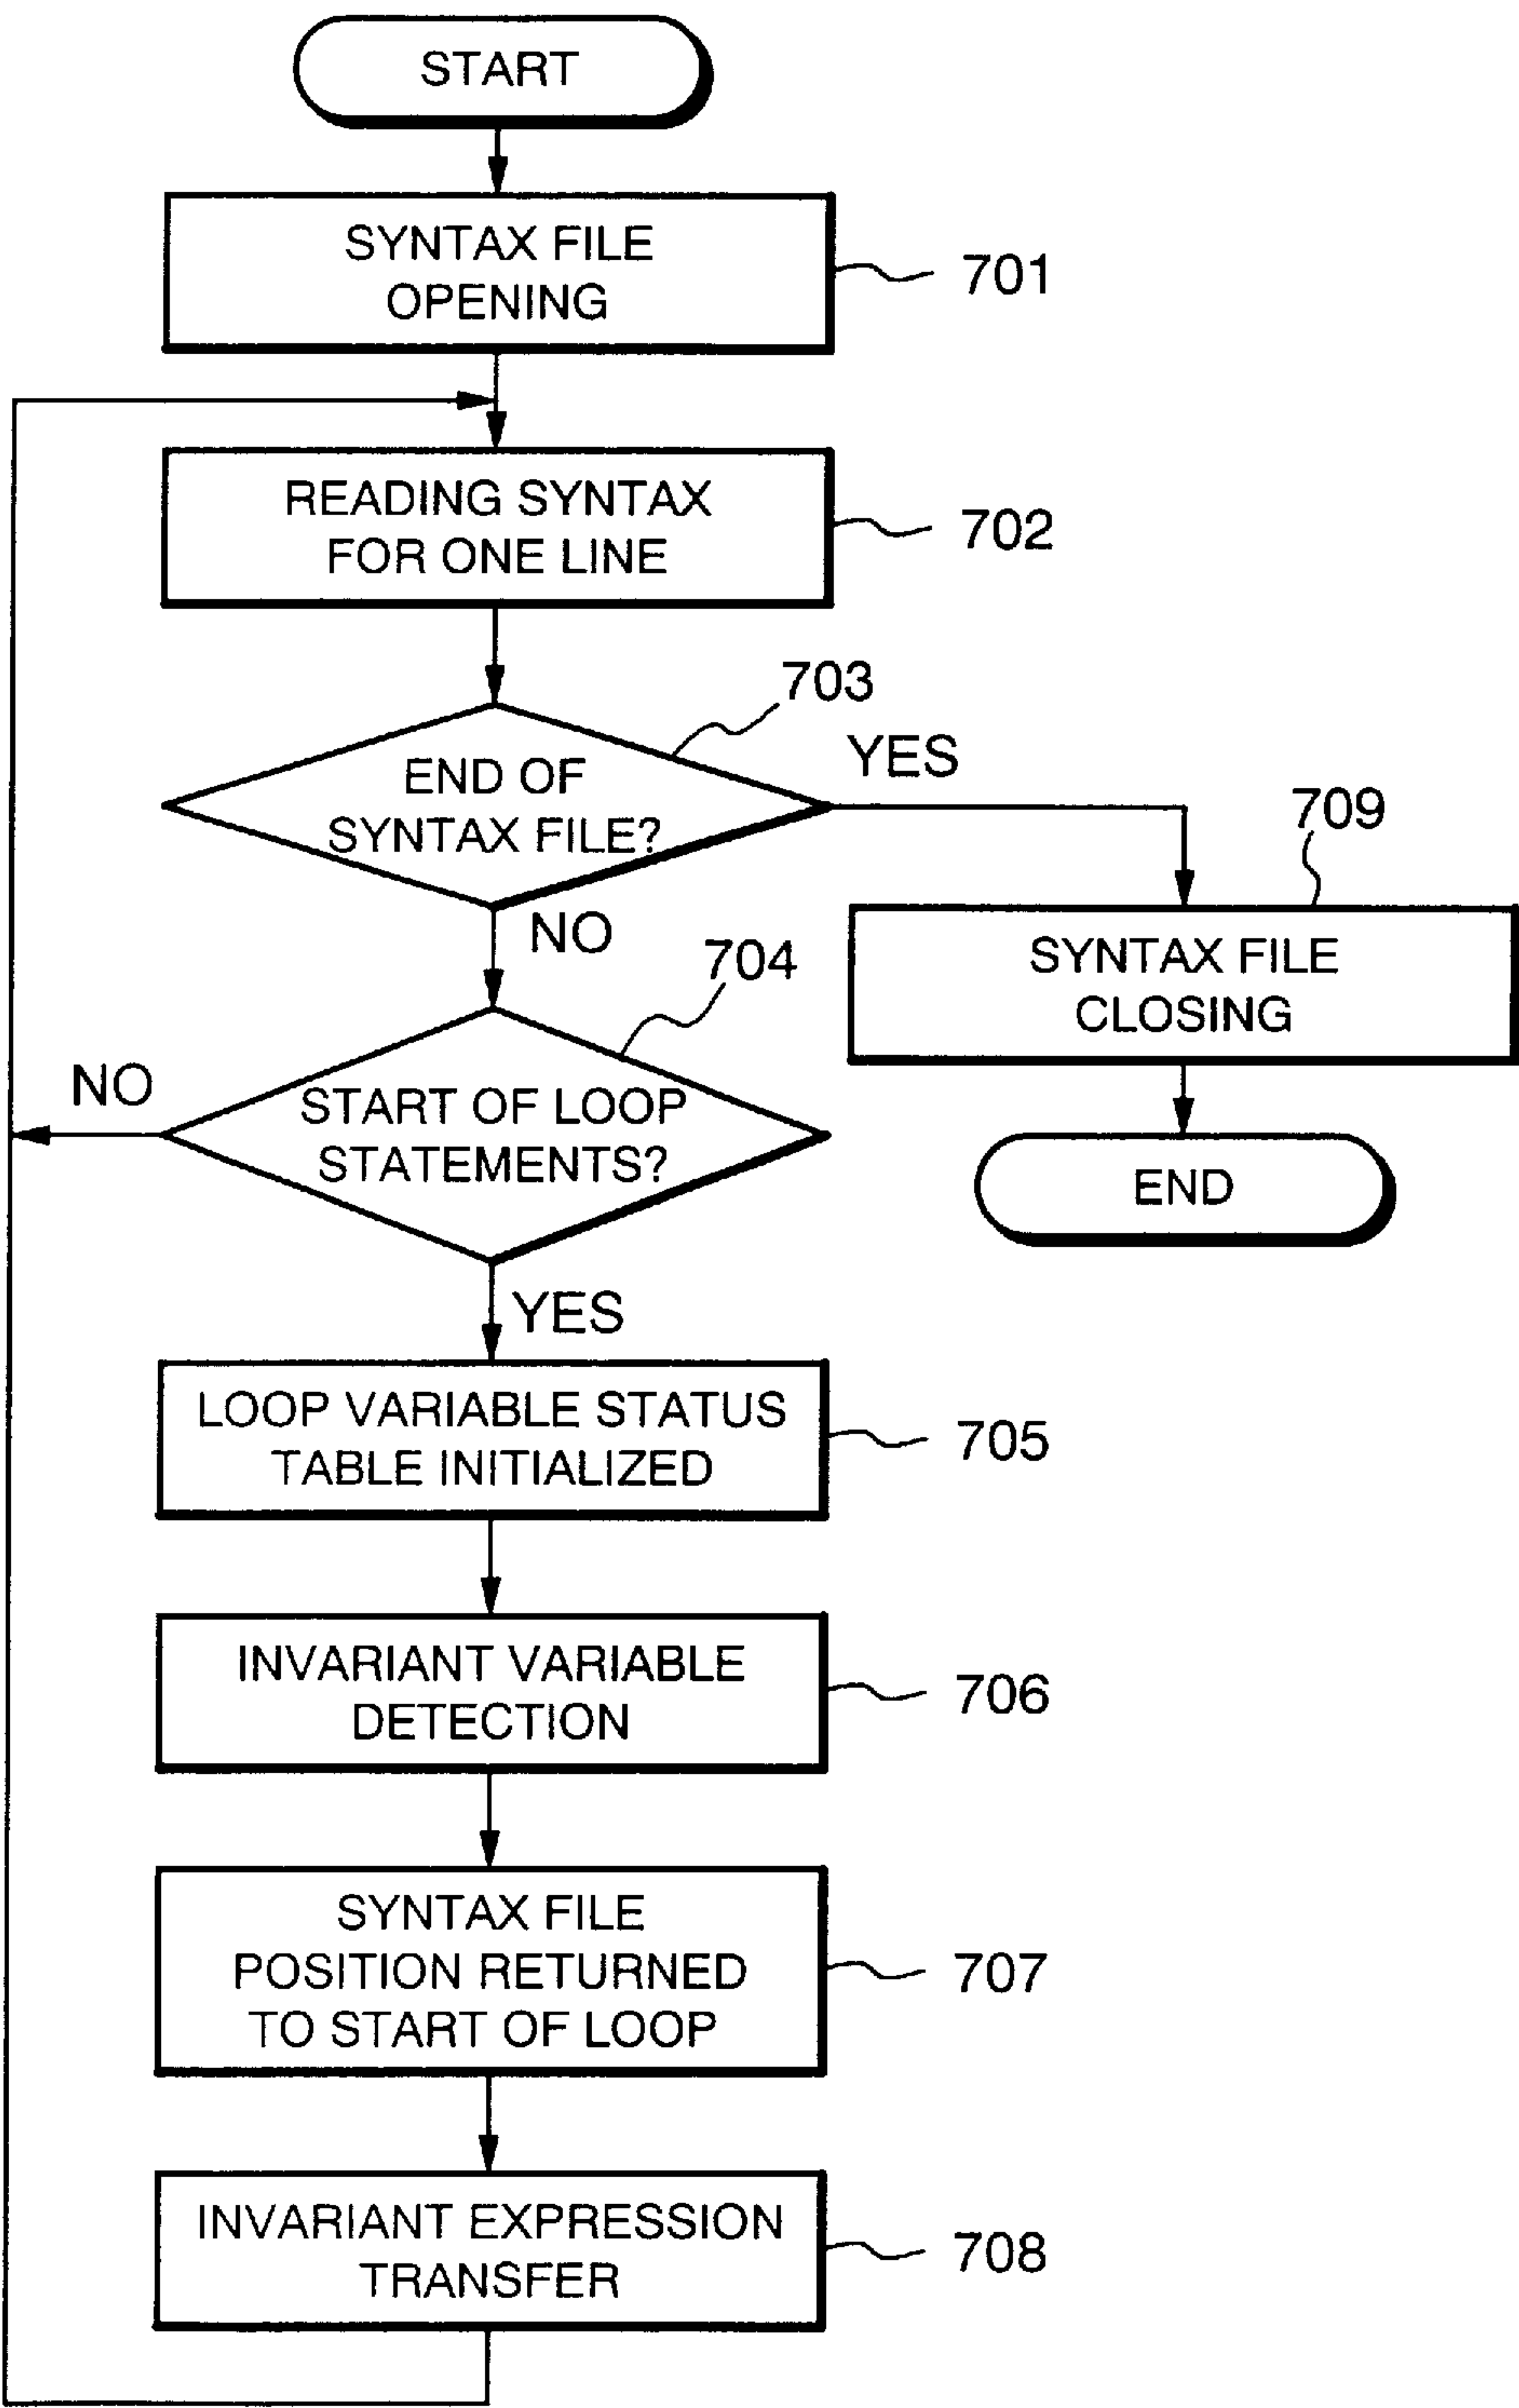 START
SYNTAX FILE
OPENING
701
READING SYNTAX
FOR ONE LINE
702
703
END OF
SYNTAX FILE?
YES
NO
709
SYNTAX FILE
CLOSING
END
704
START OF LOOP
STATEMENTS?
NO
YES
LOOP VARIABLE STATUS
TABLE INITIALIZED
705
INVARIANT VARIABLE
DETECTION
706
SYNTAX FILE
POSITION RETURNED
TO START OF LOOP
707
INVARIANT EXPRESSION
TRANSFER
708